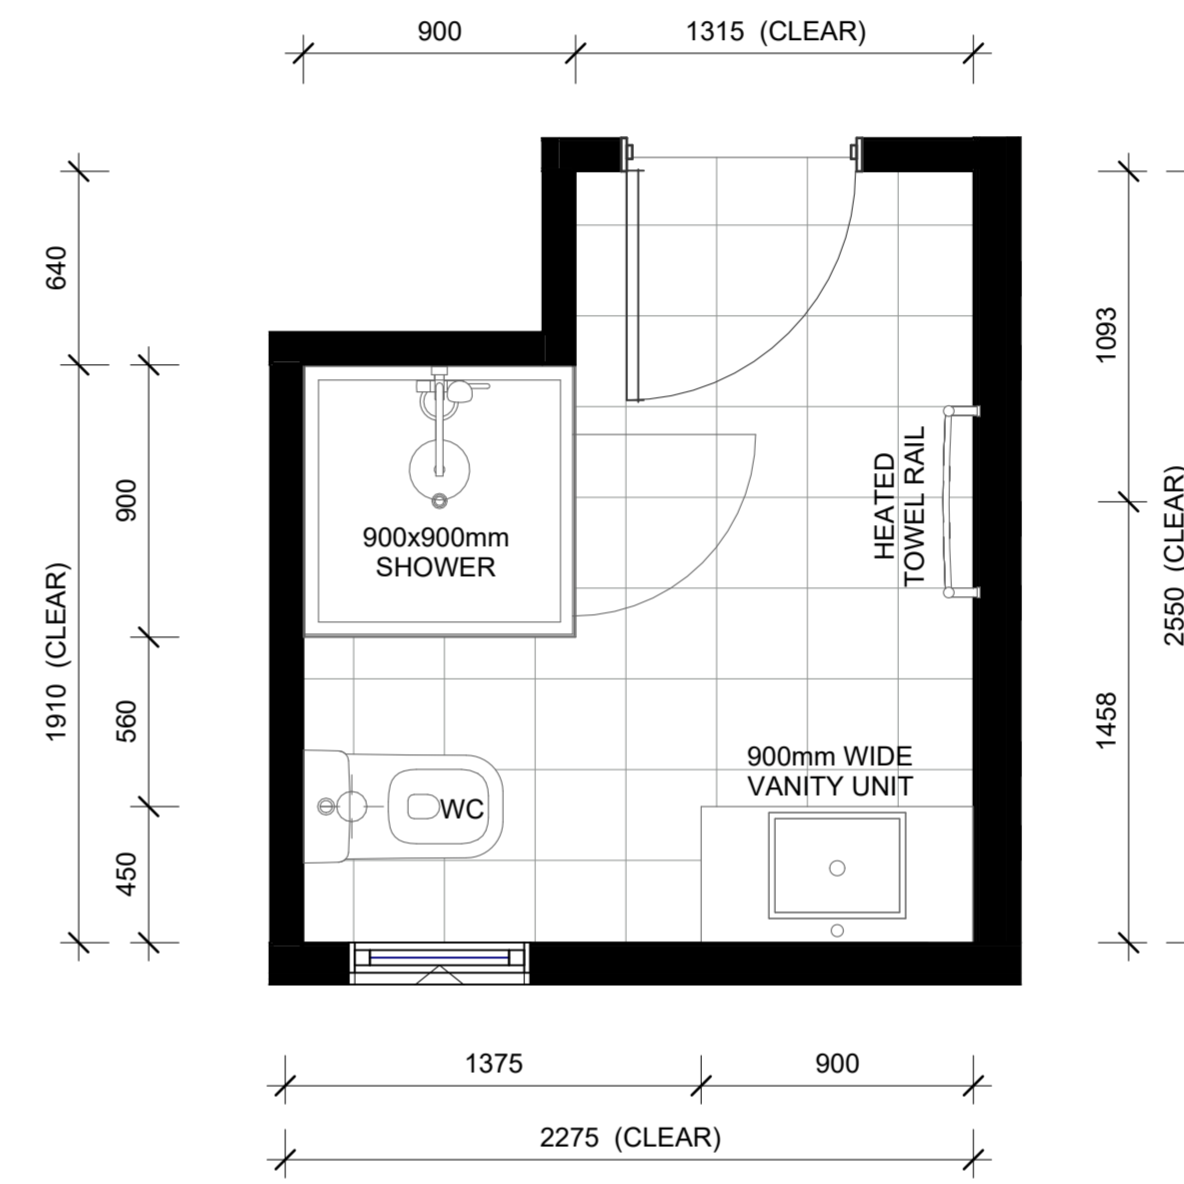 900
1315 (CLEAR)
640
1093
900
900x900mm
SHOWER
HEATED
TOWEL RAIL
1910 (CLEAR)
2550 (CLEAR)
560
1458
900mm WIDE
VANITY UNIT
WC
450
1375
900
2275 (CLEAR)